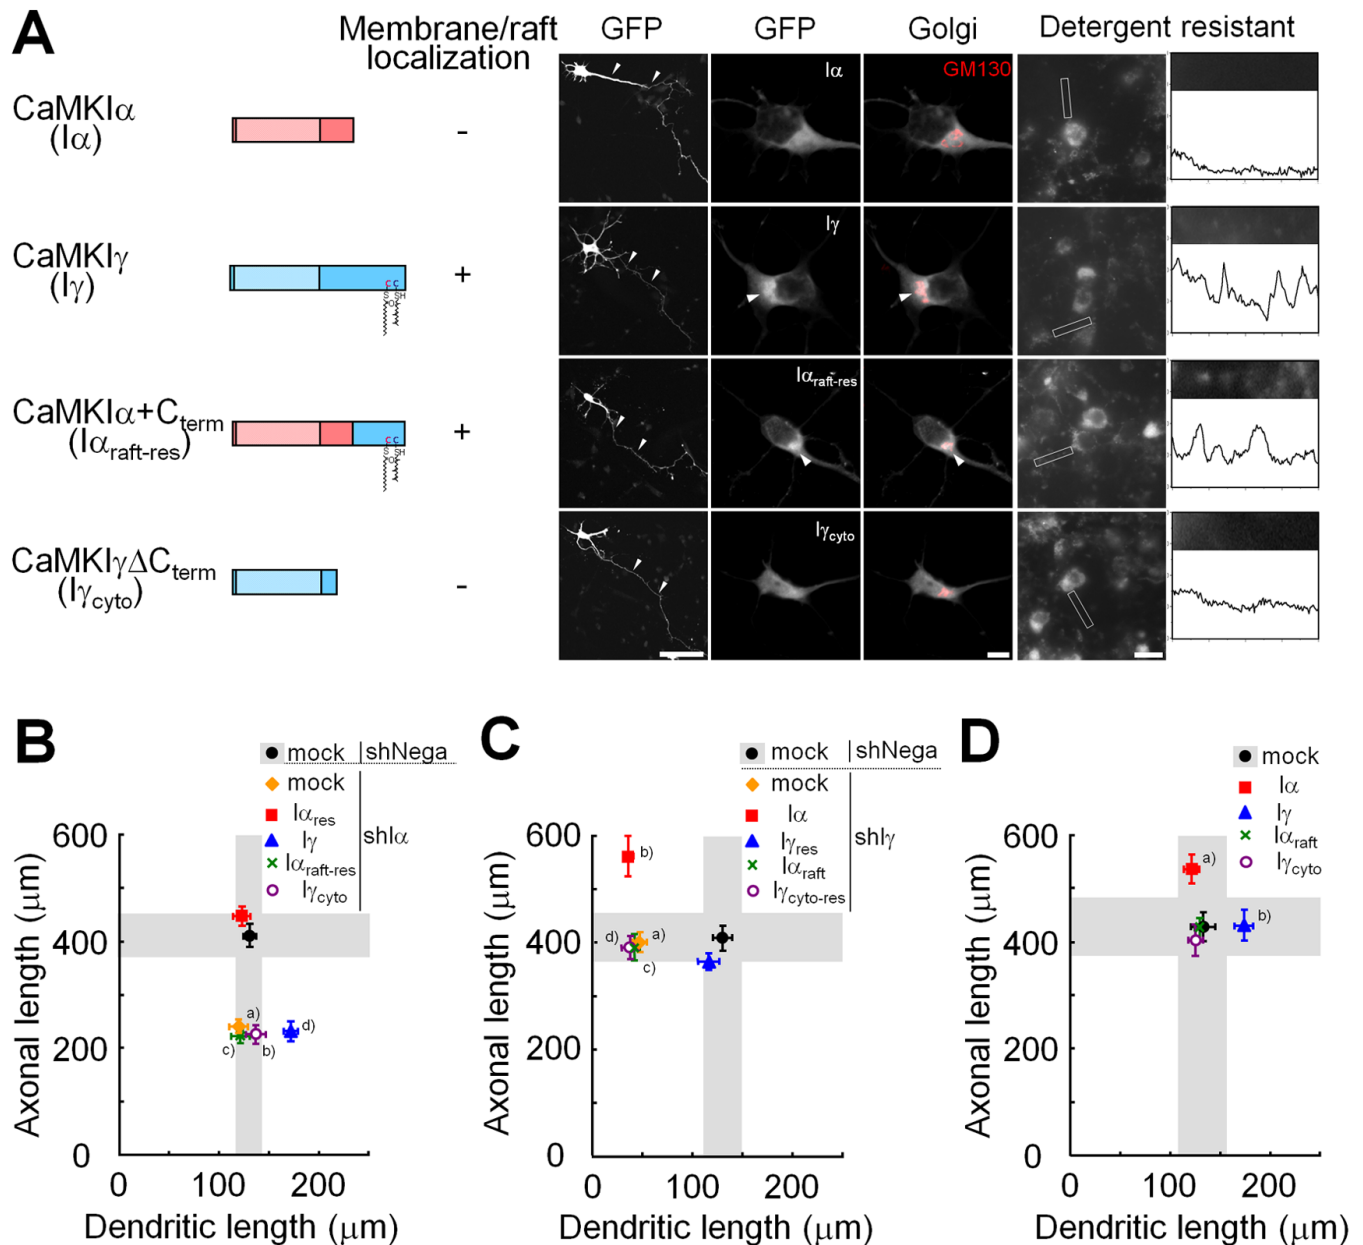 A
Membrane/raft localization
GFP
GFP
Golgi
Detergent resistant
CaMKIα
(Iα)
-
Iα
GM130
CaMKIγ
(Iγ)
+
C C
S SH
O
Iγ
CaMKIα+Cterm
(Iαraft-res)
+
C C
S SH
O
Iαraft-res
CaMKIγΔCterm
(Iγcyto)
-
Iγcyto
B
mock shNega
mock
Iαres
Iγ
Iαraft-res
Iγcyto
shIα
600
400
200
0
Axonal length (μm)
a)
b)
c)
d)
0 100 200
Dendritic length (μm)
C
mock shNega
mock
Iα
Iγres
Iαraft
Iγcyto-res
shIγ
600
400
200
0
Axonal length (μm)
b)
d)
a)
c)
0 100 200
Dendritic length (μm)
D
mock
Iα
Iγ
Iαraft
Iγcyto
600
400
200
0
Axonal length (μm)
a)
b)
0 100 200
Dendritic length (μm)